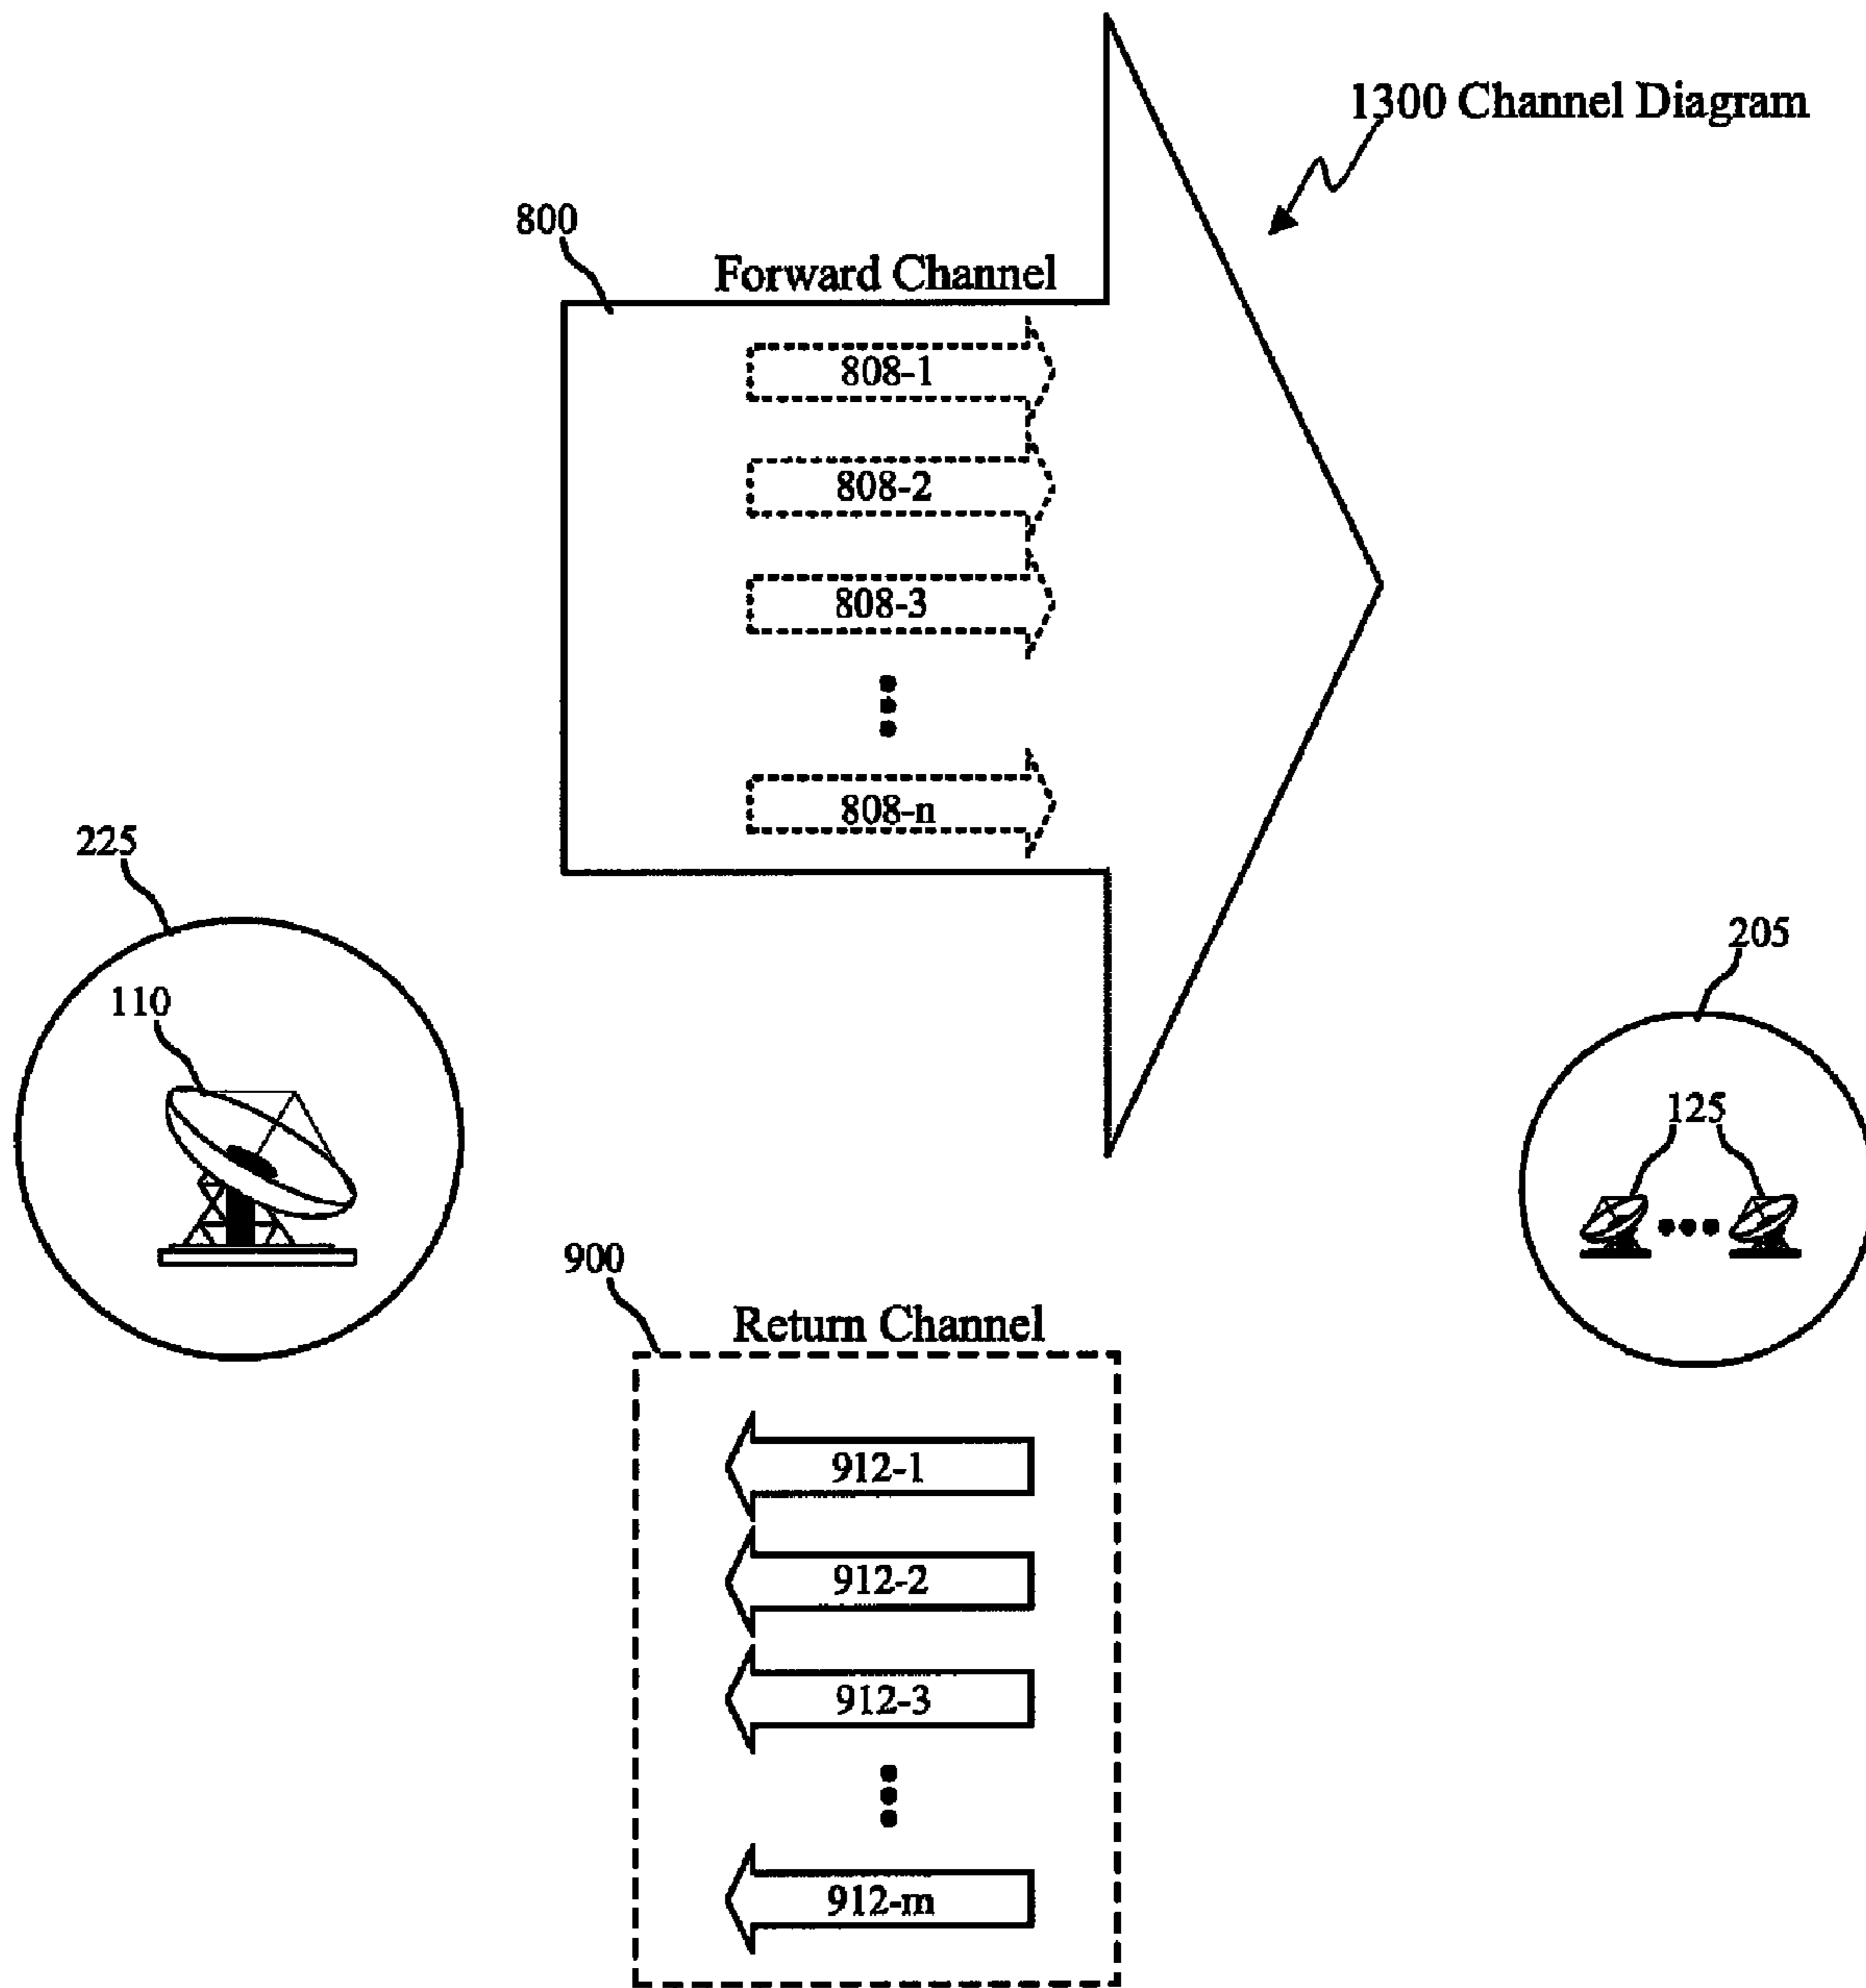 1300 Channel Diagram
800
Forward Channel
808-1
808-2
808-3
808-n
225
205
110
125
900
Return Channel
912-1
912-2
912-3
912-m